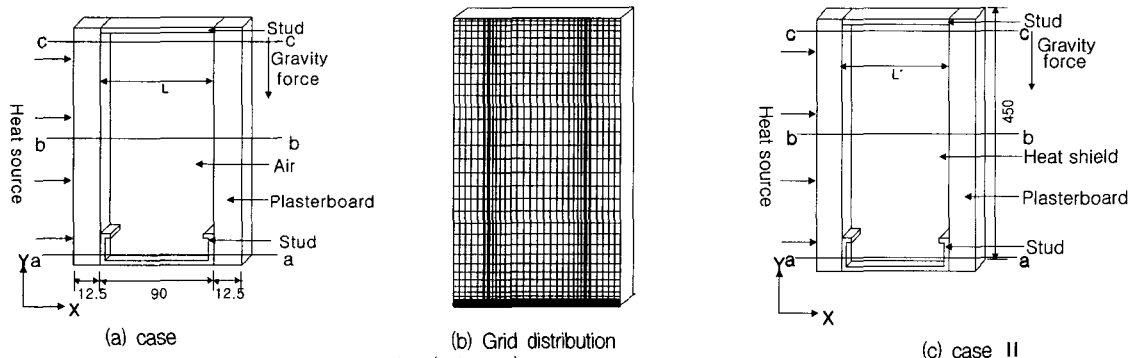 Stud
c
c
Gravity
force
L
Heat source
b
b
Air
Plasterboard
Stud
Y
a
a
12.5
90
12.5
X
(a) case
(b) Grid distribution
Stud
c
c
Gravity
force
L'
450
Heat source
b
b
Heat shield
Plasterboard
Stud
Y
a
a
X
(c) case II